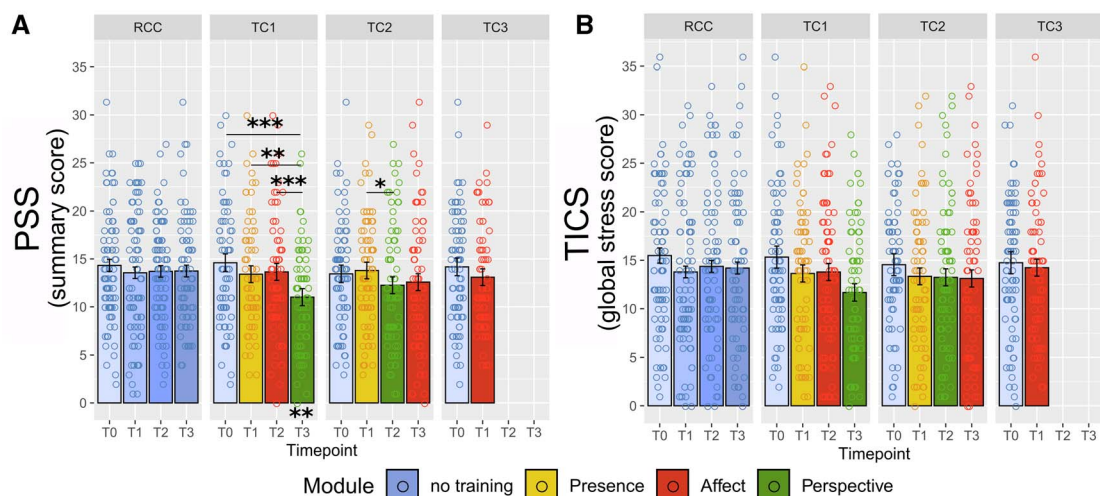 A
RCC TC1 TC2 TC3
PSS
(summary score)
35
30
25
20
15
10
5
0
***
**
***
*
**
T0 T1 T2 T3 T0 T1 T2 T3 T0 T1 T2 T3 T0 T1 T2 T3
Timepoint
B
RCC TC1 TC2 TC3
TICS
(global stress score)
35
30
25
20
15
10
5
0
T0 T1 T2 T3 T0 T1 T2 T3 T0 T1 T2 T3 T0 T1 T2 T3
Timepoint
Module no training Presence Affect Perspective